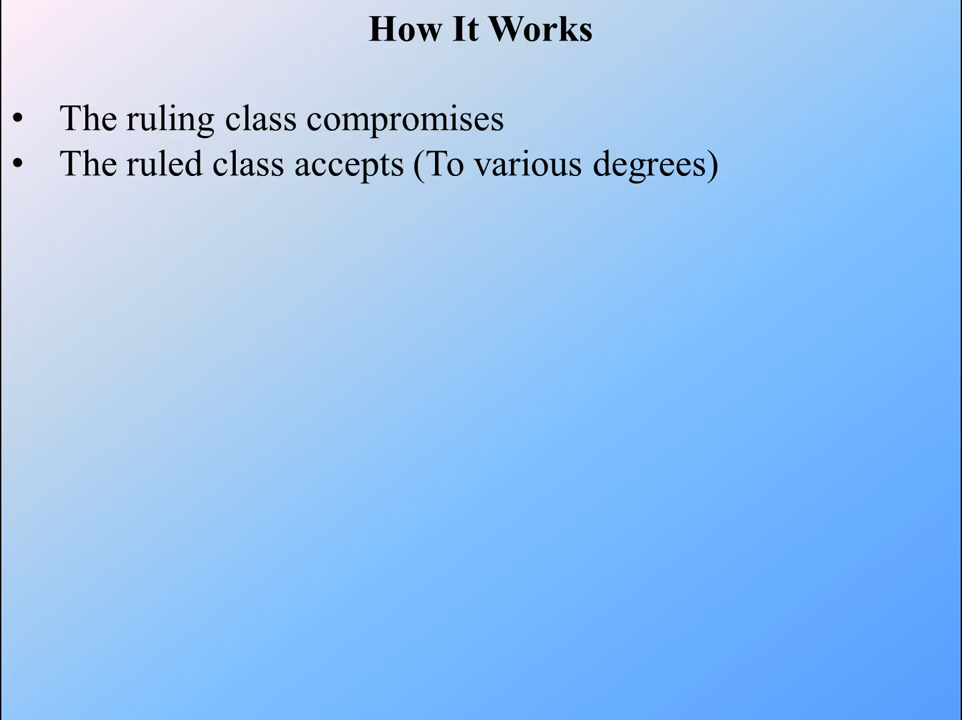 How It Works
• The ruling class compromises
• The ruled class accepts (To various degrees)